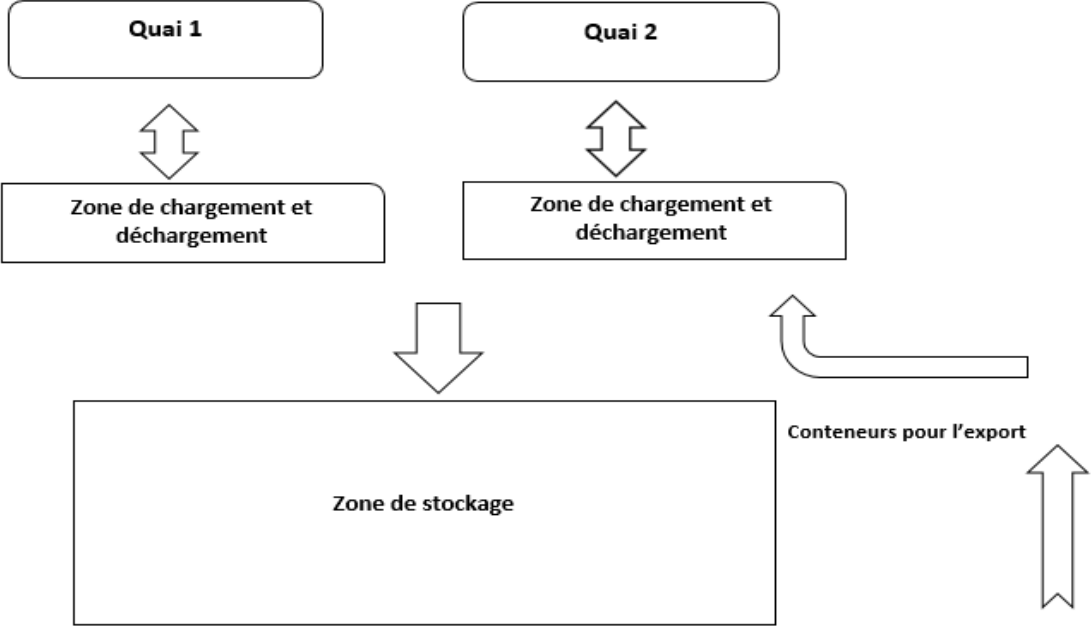 Quai 1
Quai 2
Zone de chargement et
déchargement
Zone de chargement et
déchargement
Conteneurs pour l'export
Zone de stockage